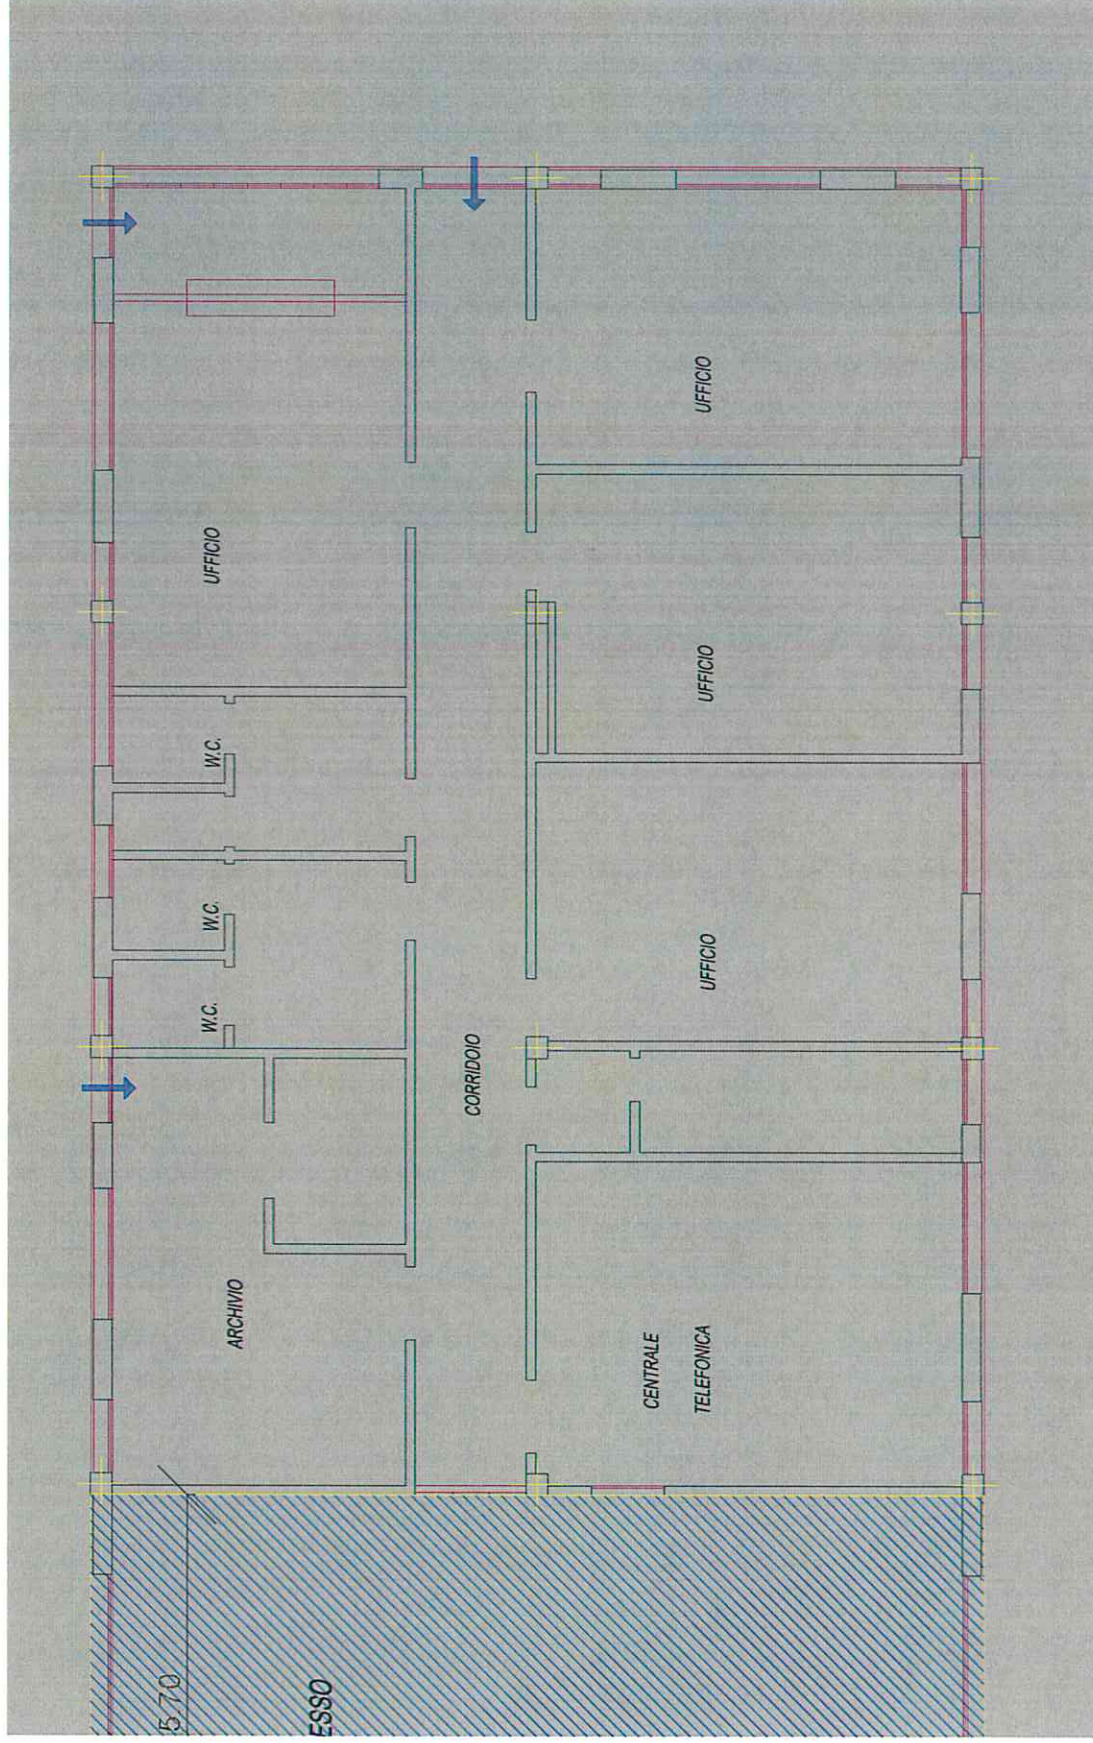 UFFICIO
W.C.
W.C.
W.C.
ARCHIVIO
CORRIDOIO
UFFICIO
UFFICIO
UFFICIO
CENTRALE
TELEFONICA
5.70
ESSO